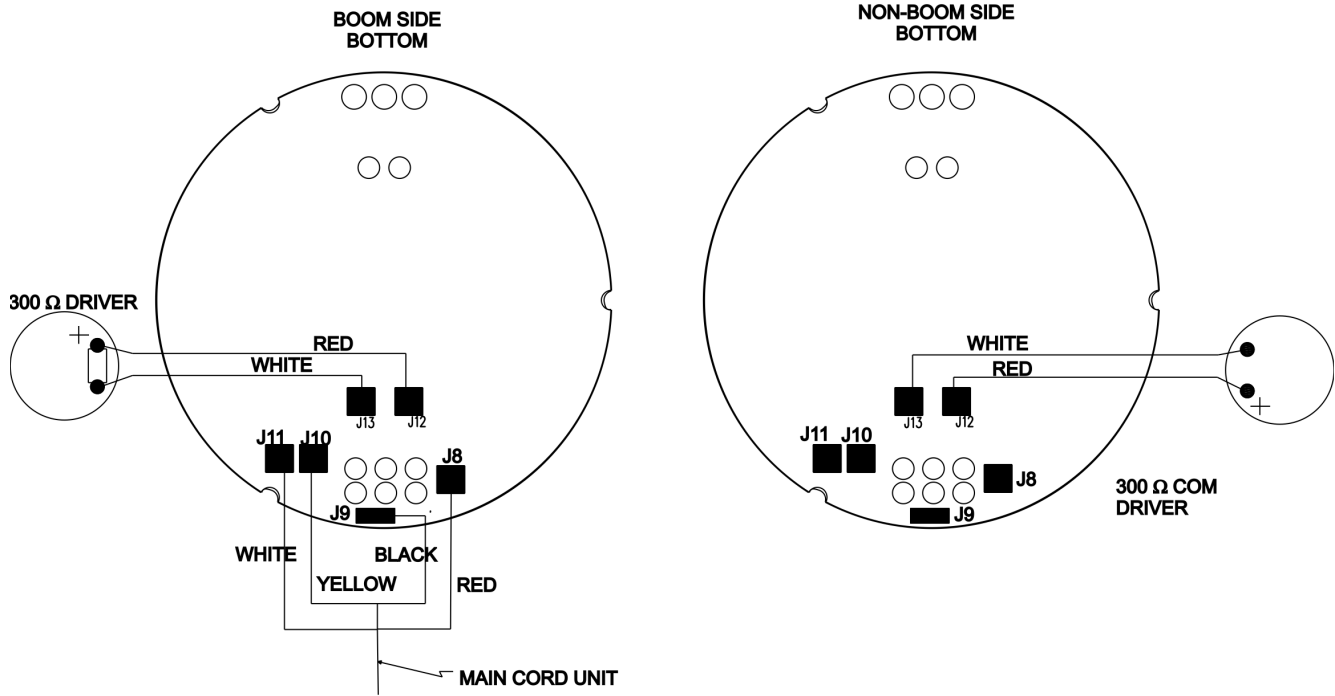 BOOM SIDE
BOTTOM
300 Ω DRIVER
+
RED
WHITE
J13
J12
J11
J10
J8
J9
WHITE
BLACK
YELLOW
RED
MAIN CORD UNIT
NON-BOOM SIDE
BOTTOM
WHITE
RED
+
J13
J12
J11
J10
J8
J9
300 Ω COM
DRIVER